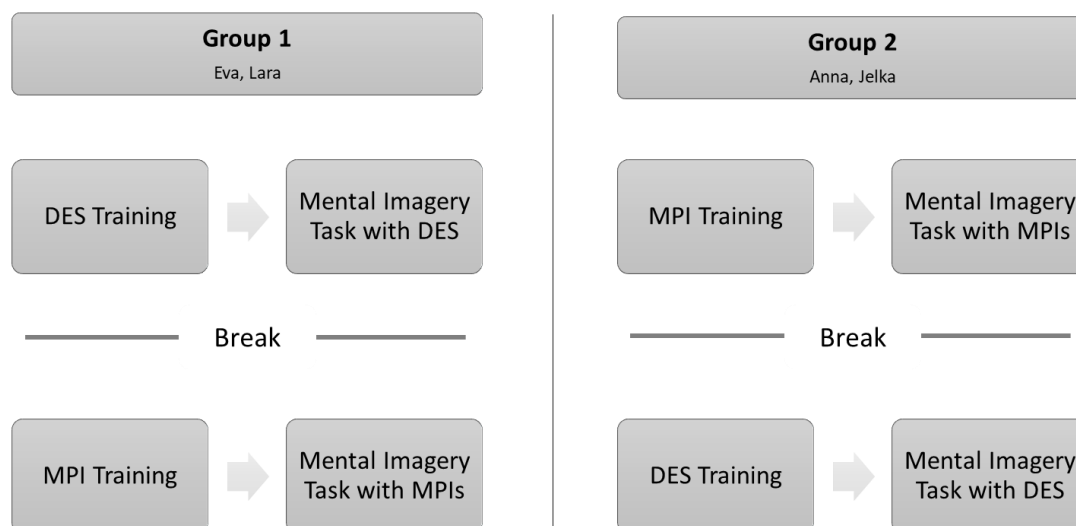 Group 1
Eva, Lara
DES Training
Mental Imagery
Task with DES
Break
MPI Training
Mental Imagery
Task with MPIs
Group 2
Anna, Jelka
MPI Training
Mental Imagery
Task with MPIs
Break
DES Training
Mental Imagery
Task with DES